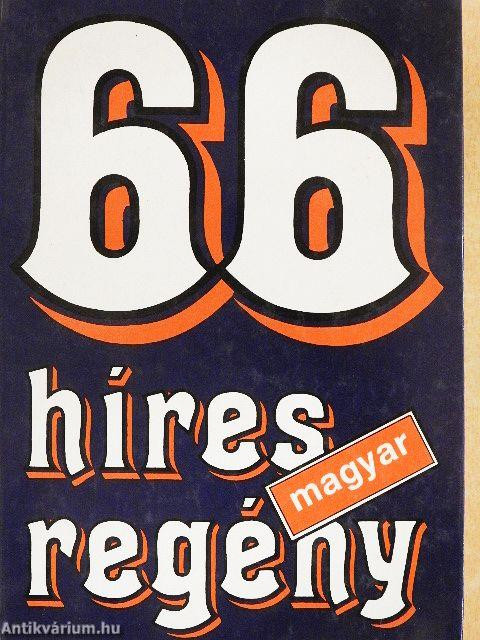 66
híres
magyar
regény
Antikvárium.hu